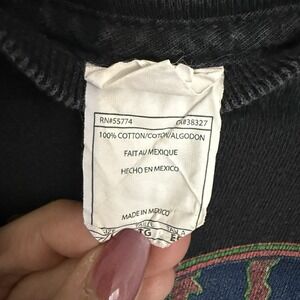 RN#55774 CA#38327
100% COTTON/COTON/ALGODON
FAIT AU MEXIQUE
HECHO EN MEXICO
MADE IN MEXICO